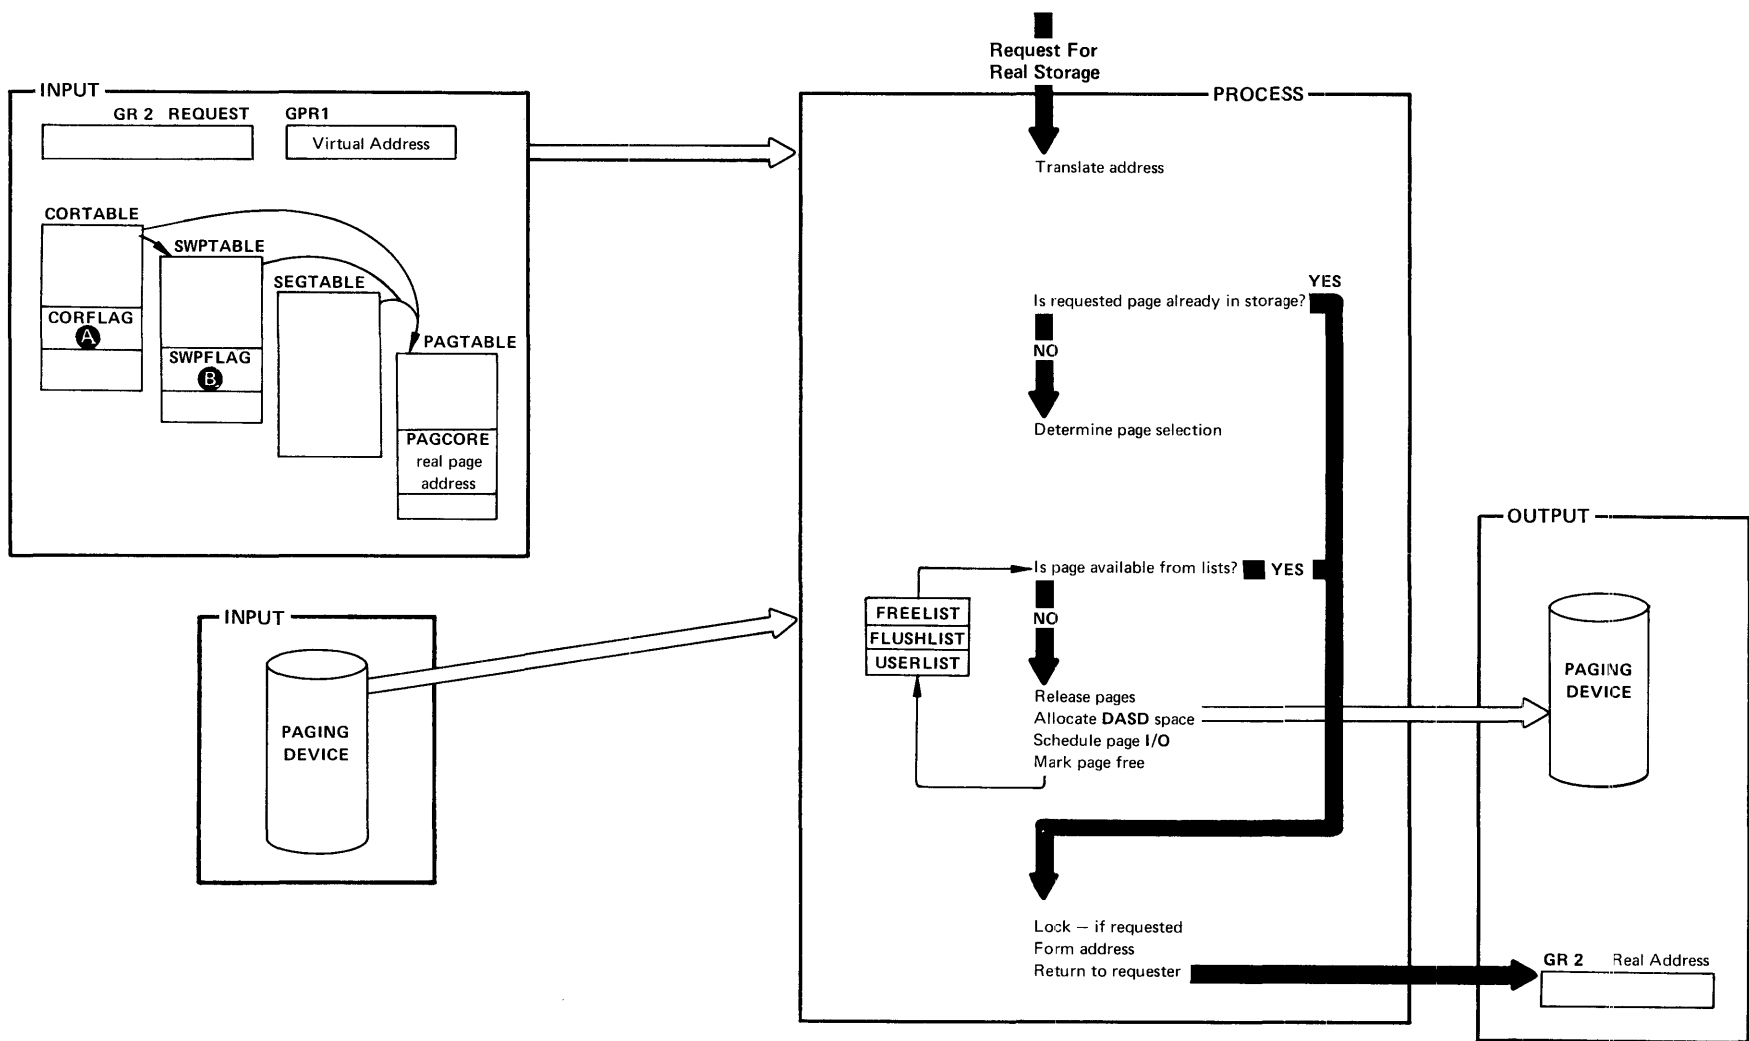 Request For
Real Storage
INPUT
GR 2 REQUEST
GPR1
Virtual Address
CORTABLE
SWPTABLE
SEGTABLE
CORFLAG
A
SWPFLAG
B
PAGTABLE
PAGCORE
real page
address
INPUT
PAGING
DEVICE
PROCESS
Translate address
YES
Is requested page already in storage?
NO
Determine page selection
Is page available from lists? YES
FREELIST
FLUSHLIST
USERLIST
NO
Release pages
Allocate DASD space
Schedule page I/O
Mark page free
Lock — if requested
Form address
Return to requester
OUTPUT
PAGING
DEVICE
GR 2 Real Address